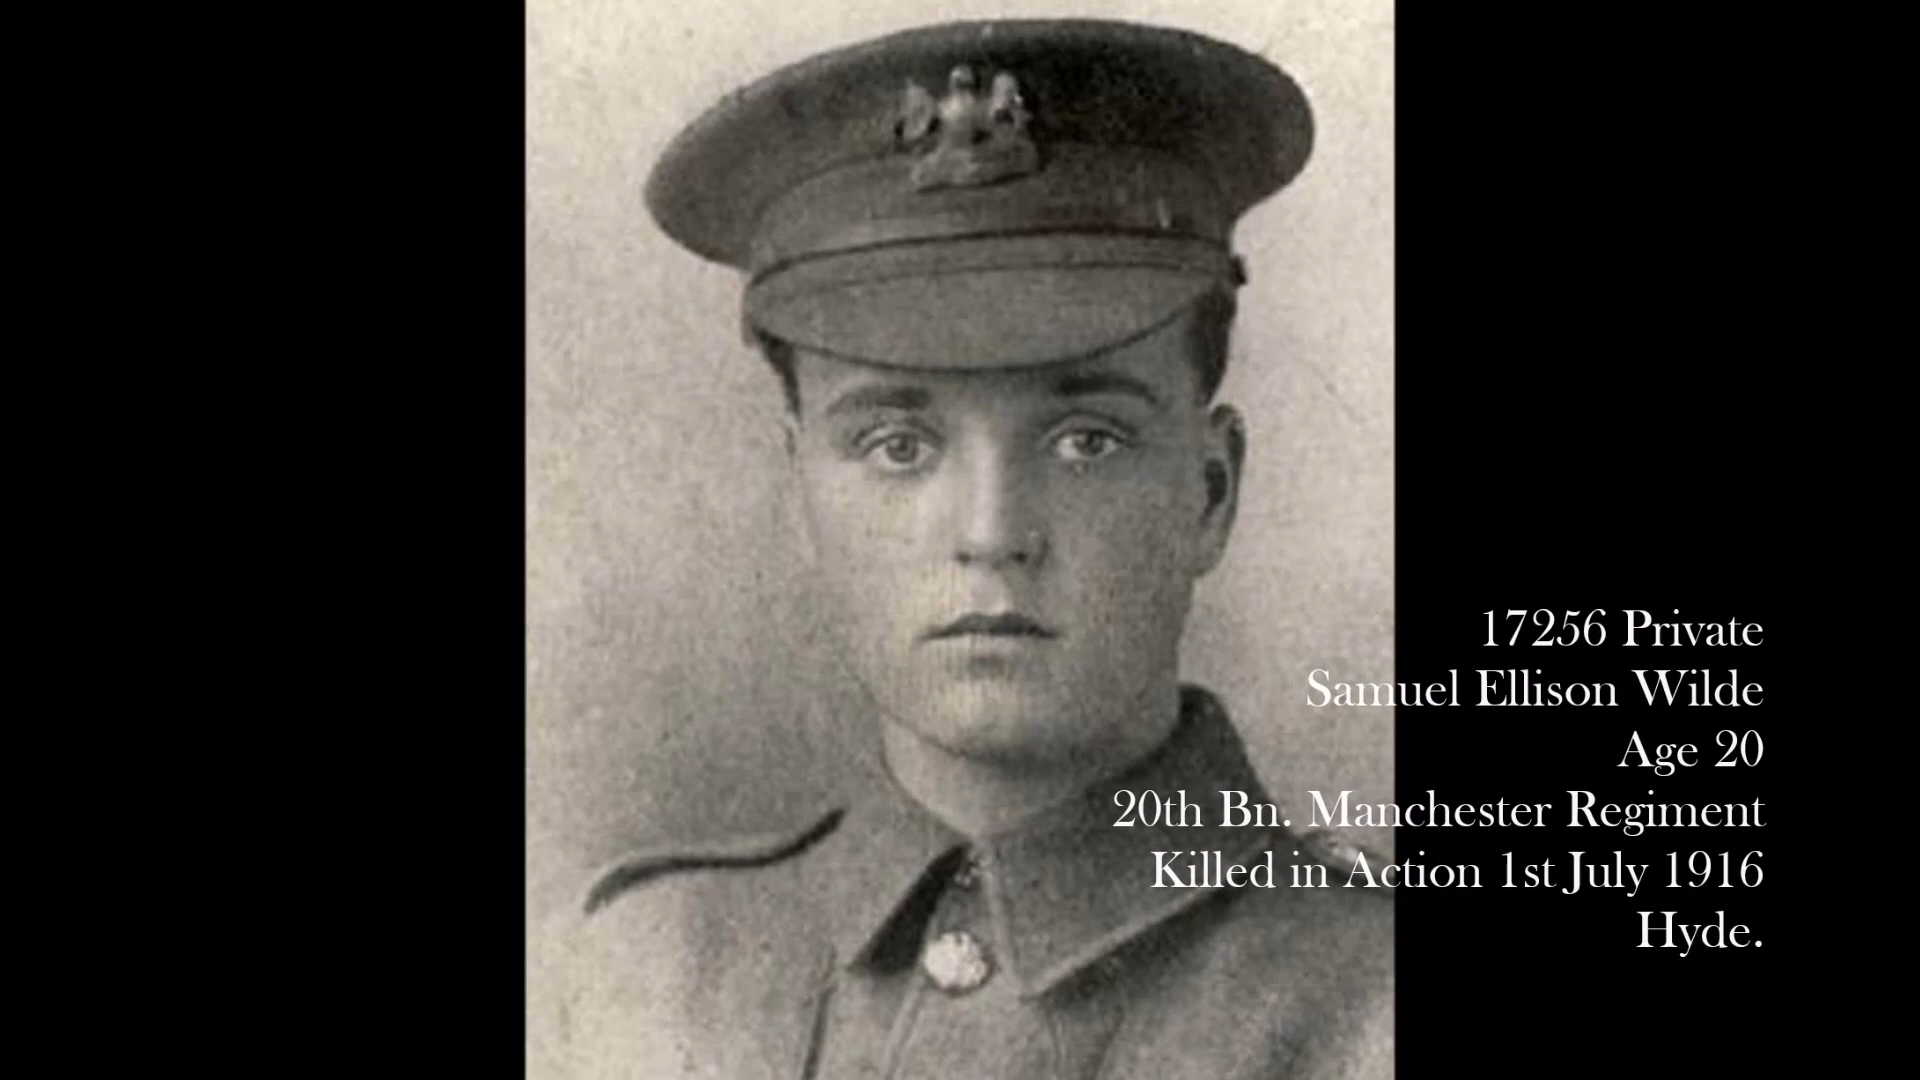 17256 Private
Samuel Ellison Wilde
Age 20
20th Bn. Manchester Regiment
Killed in Action 1st July 1916
Hyde.